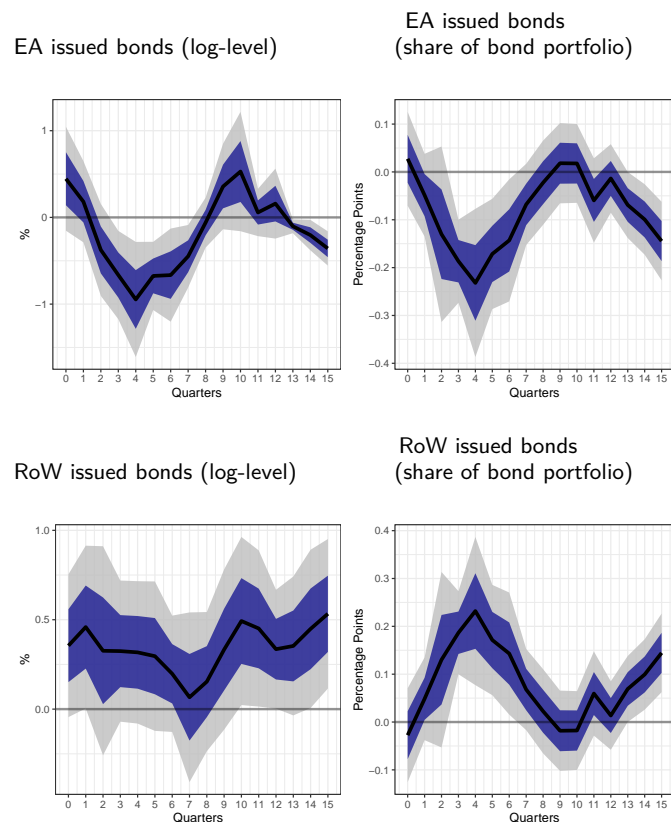 EA issued bonds (log-level)
EA issued bonds
(share of bond portfolio)
1
0
−1
%
0 1 2 3 4 5 6 7 8 9 10 11 12 13 14 15
Quarters
0.1
0.0
−0.1
−0.2
−0.3
−0.4
Percentage Points
0 1 2 3 4 5 6 7 8 9 10 11 12 13 14 15
Quarters
RoW issued bonds (log-level)
RoW issued bonds
(share of bond portfolio)
1.0
0.5
0.0
%
0 1 2 3 4 5 6 7 8 9 10 11 12 13 14 15
Quarters
0.4
0.3
0.2
0.1
0.0
−0.1
Percentage Points
0 1 2 3 4 5 6 7 8 9 10 11 12 13 14 15
Quarters